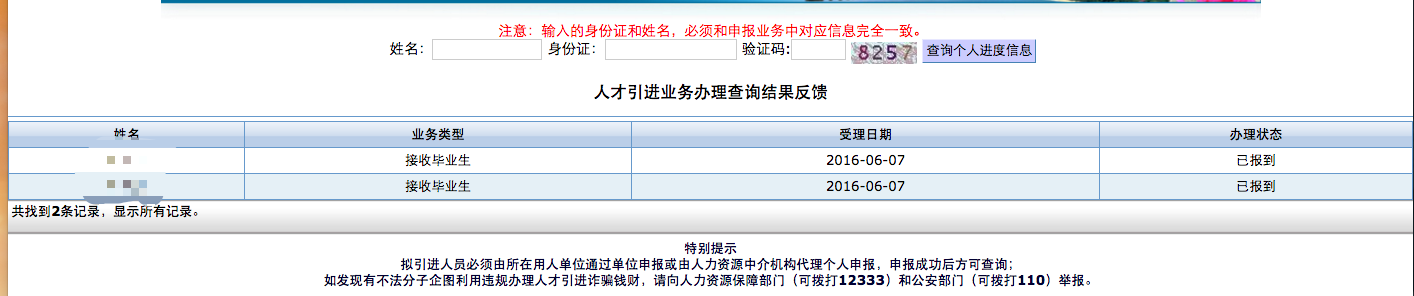 注意：输入的身份证和姓名，必须和申报业务中对应信息完全一致。
姓名： 身份证： 验证码: 8257 查询个人进度信息
人才引进业务办理查询结果反馈
姓名 业务类型 受理日期 办理状态
接收毕业生 2016-06-07 已报到
接收毕业生 2016-06-07 已报到
共找到2条记录，显示所有记录。
特别提示
拟引进人员必须由所在用人单位通过单位申报或由人力资源中介机构代理个人申报，申报成功后方可查询；
如发现有不法分子企图利用违规办理人才引进诈骗钱财，请向人力资源保障部门（可拨打12333）和公安部门（可拨打110）举报。